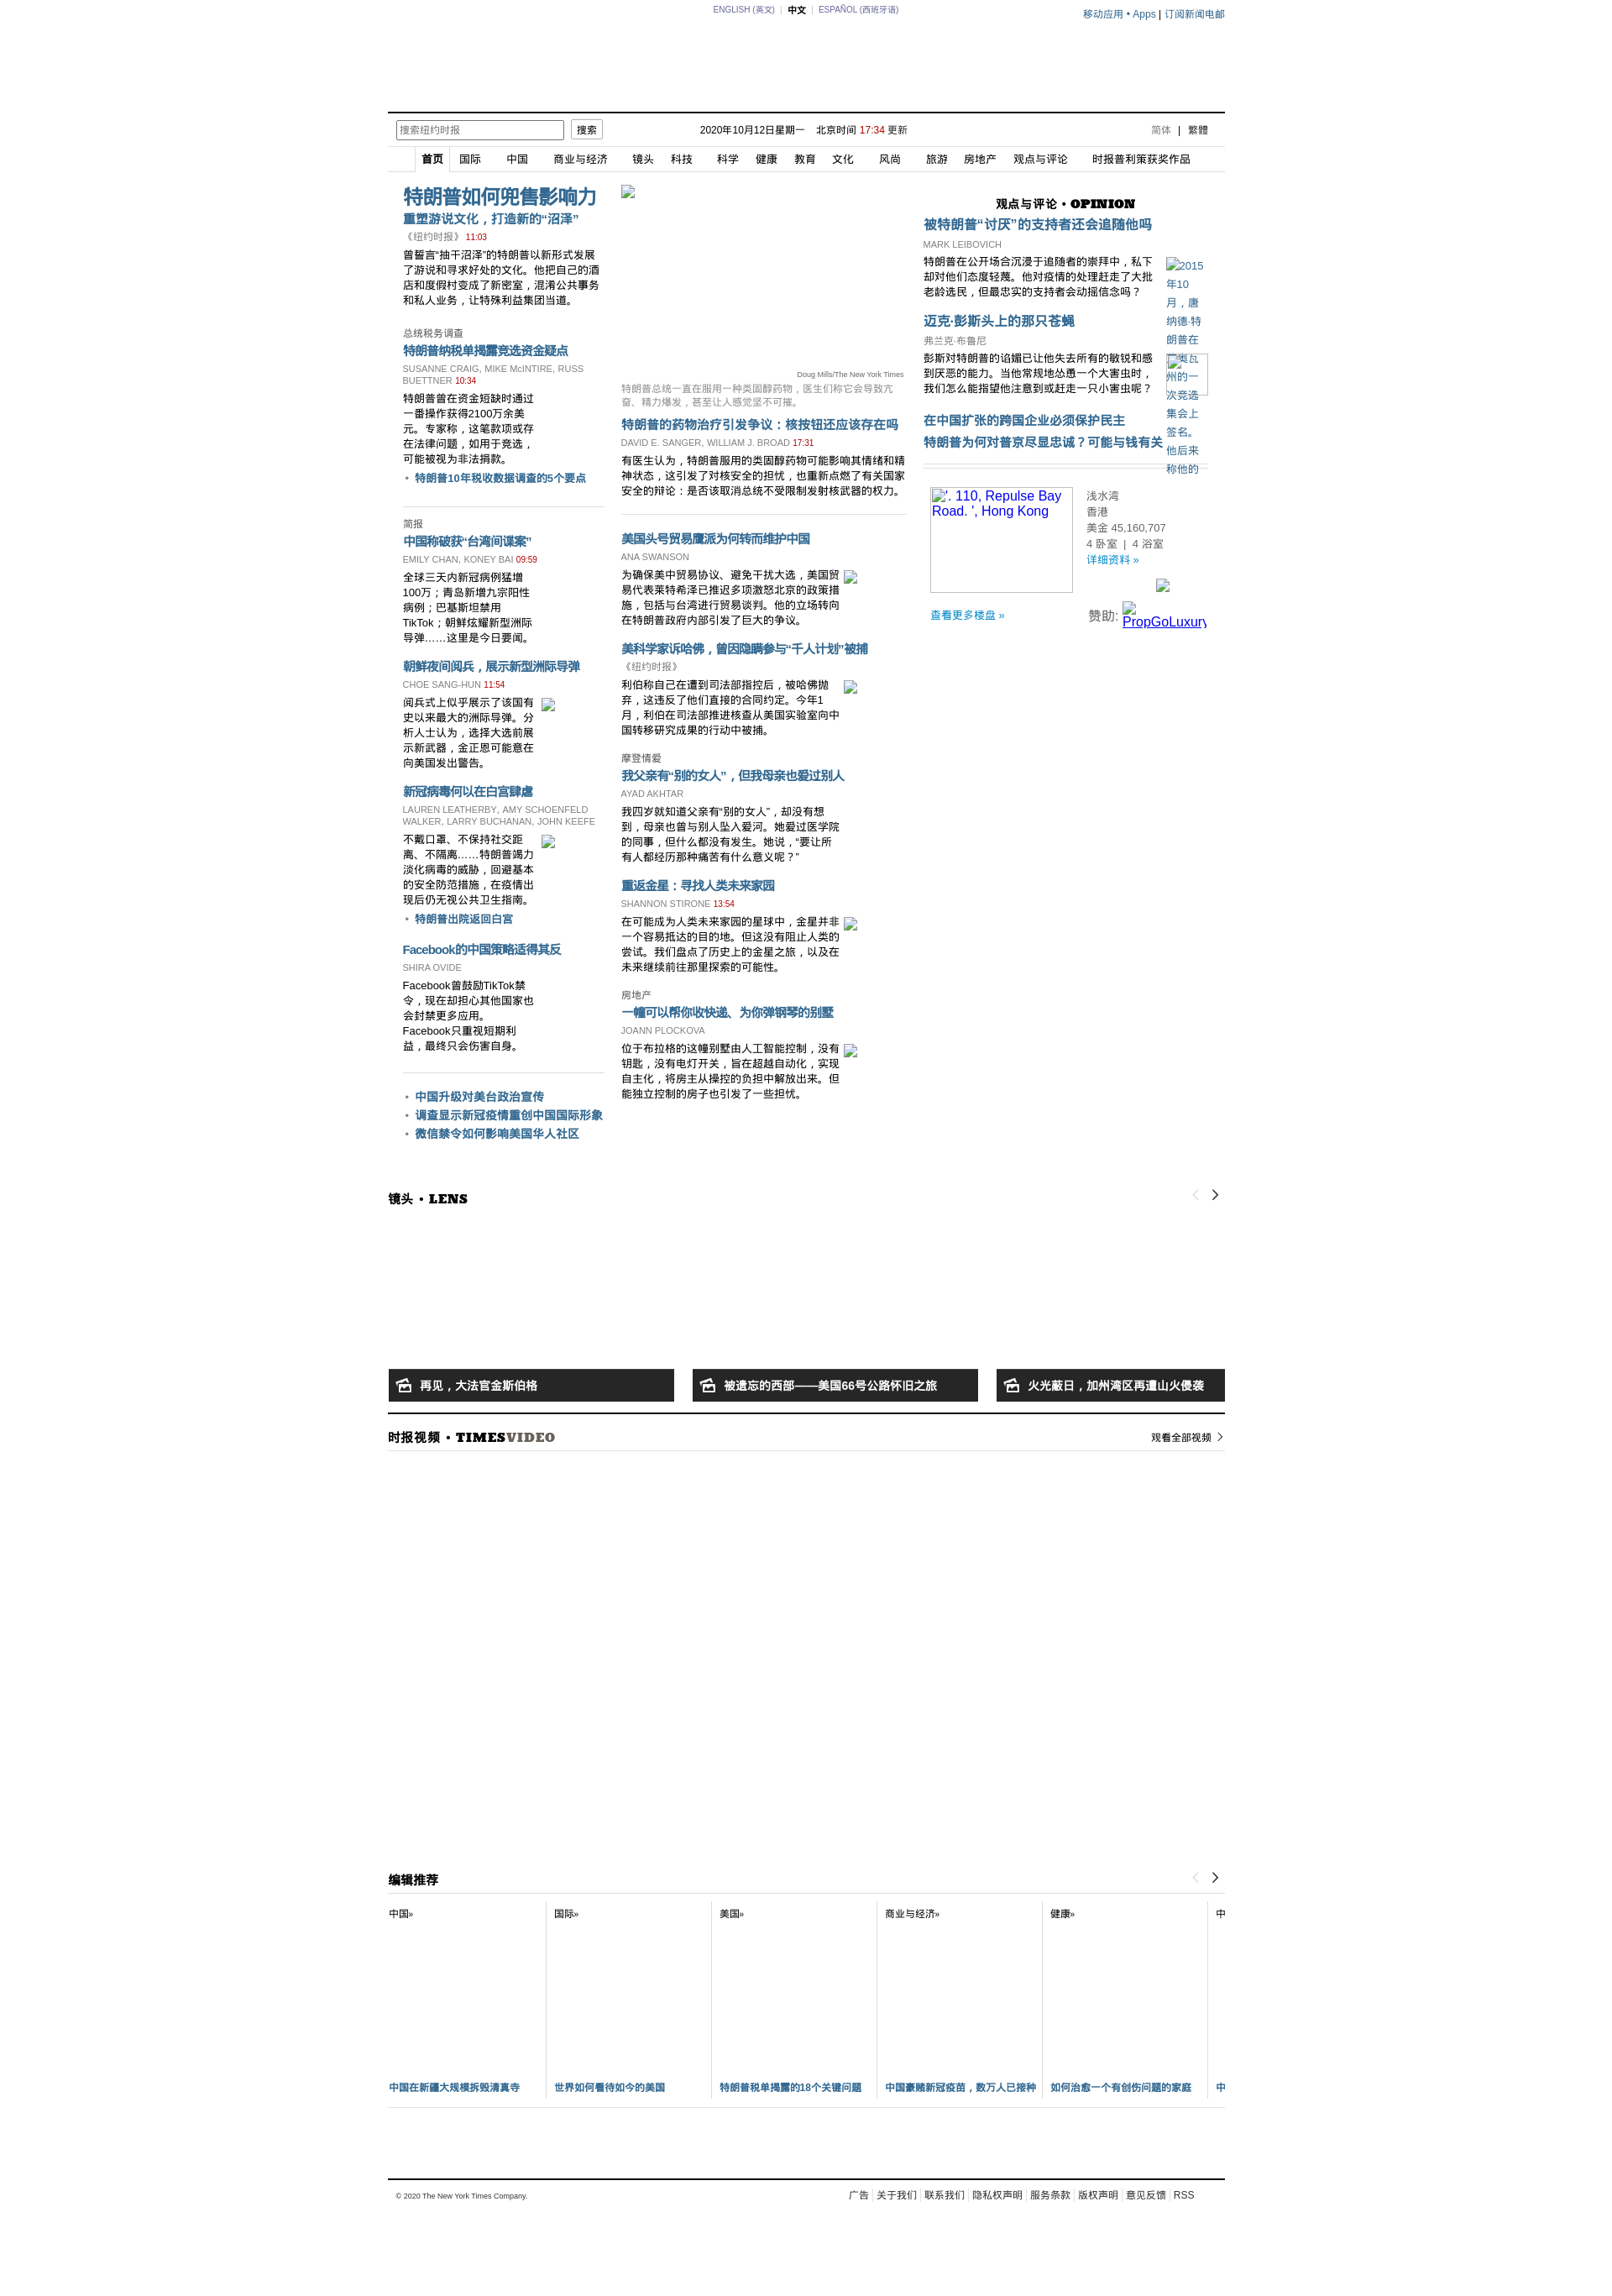 ENGLISH (英文) | 中文 | ESPAÑOL (西班牙语)
移动应用 • Apps | 订阅新闻电邮
搜索纽约时报
搜索
2020年10月12日星期一 北京时间 17:34 更新
简体 | 繁體
首页 国际 中国 商业与经济 镜头 科技 科学 健康 教育 文化 风尚 旅游 房地产 观点与评论 时报普利策获奖作品
特朗普如何兜售影响力
重塑游说文化，打造新的“沼泽”
《纽约时报》 11:03
曾誓言“抽干沼泽”的特朗普以新形式发展
了游说和寻求好处的文化。他把自己的酒
店和度假村变成了新密室，混淆公共事务
和私人业务，让特殊利益集团当道。
总统税务调查
特朗普纳税单揭露竞选资金疑点
SUSANNE CRAIG, MIKE McINTIRE, RUSS
BUETTNER 10:34
特朗普曾在资金短缺时通过
一番操作获得2100万余美
元。专家称，这笔款项或存
在法律问题，如用于竞选，
可能被视为非法捐款。
• 特朗普10年税收数据调查的5个要点
简报
中国称破获“台湾间谍案”
EMILY CHAN, KONEY BAI 09:59
全球三天内新冠病例猛增
100万；青岛新增九宗阳性
病例；巴基斯坦禁用
TikTok；朝鲜炫耀新型洲际
导弹……这里是今日要闻。
朝鲜夜间阅兵，展示新型洲际导弹
CHOE SANG-HUN 11:54
阅兵式上似乎展示了该国有
史以来最大的洲际导弹。分
析人士认为，选择大选前展
示新武器，金正恩可能意在
向美国发出警告。
新冠病毒何以在白宫肆虐
LAUREN LEATHERBY, AMY SCHOENFELD
WALKER, LARRY BUCHANAN, JOHN KEEFE
不戴口罩、不保持社交距
离、不隔离……特朗普竭力
淡化病毒的威胁，回避基本
的安全防范措施，在疫情出
现后仍无视公共卫生指南。
• 特朗普出院返回白宫
Facebook的中国策略适得其反
SHIRA OVIDE
Facebook曾鼓励TikTok禁
令，现在却担心其他国家也
会封禁更多应用。
Facebook只重视短期利
益，最终只会伤害自身。
• 中国升级对美台政治宣传
• 调查显示新冠疫情重创中国国际形象
• 微信禁令如何影响美国华人社区
Doug Mills/The New York Times
特朗普总统一直在服用一种类固醇药物，医生们称它会导致亢
奋、精力爆发，甚至让人感觉坚不可摧。
特朗普的药物治疗引发争议：核按钮还应该存在吗
DAVID E. SANGER, WILLIAM J. BROAD 17:31
有医生认为，特朗普服用的类固醇药物可能影响其情绪和精
神状态，这引发了对核安全的担忧，也重新点燃了有关国家
安全的辩论：是否该取消总统不受限制发射核武器的权力。
美国头号贸易鹰派为何转而维护中国
ANA SWANSON
为确保美中贸易协议、避免干扰大选，美国贸
易代表莱特希泽已推迟多项激怒北京的政策措
施，包括与台湾进行贸易谈判。他的立场转向
在特朗普政府内部引发了巨大的争议。
美科学家诉哈佛，曾因隐瞒参与“千人计划”被捕
《纽约时报》
利伯称自己在遭到司法部指控后，被哈佛抛
弃，这违反了他们直接的合同约定。今年1
月，利伯在司法部推进核查从美国实验室向中
国转移研究成果的行动中被捕。
摩登情爱
我父亲有“别的女人”，但我母亲也爱过别人
AYAD AKHTAR
我四岁就知道父亲有“别的女人”，却没有想
到，母亲也曾与别人坠入爱河。她爱过医学院
的同事，但什么都没有发生。她说，“要让所
有人都经历那种痛苦有什么意义呢？”
重返金星：寻找人类未来家园
SHANNON STIRONE 13:54
在可能成为人类未来家园的星球中，金星并非
一个容易抵达的目的地。但这没有阻止人类的
尝试。我们盘点了历史上的金星之旅，以及在
未来继续前往那里探索的可能性。
房地产
一幢可以帮你收快递、为你弹钢琴的别墅
JOANN PLOCKOVA
位于布拉格的这幢别墅由人工智能控制，没有
钥匙，没有电灯开关，旨在超越自动化，实现
自主化，将房主从操控的负担中解放出来。但
能独立控制的房子也引发了一些担忧。
观点与评论 • OPINION
被特朗普“讨厌”的支持者还会追随他吗
MARK LEIBOVICH
特朗普在公开场合沉浸于追随者的崇拜中，私下
却对他们态度轻蔑。他对疫情的处理赶走了大批
老龄选民，但最忠实的支持者会动摇信念吗？
2015
年10
月，唐
纳德·特
朗普在
州的一
次竞选
集会上
签名。
他后来
称他的
迈克·彭斯头上的那只苍蝇
弗兰克·布鲁尼
彭斯对特朗普的谄媚已让他失去所有的敏锐和感
到厌恶的能力。当他常规地怂恿一个大害虫时，
我们怎么能指望他注意到或赶走一只小害虫呢？
在中国扩张的跨国企业必须保护民主
特朗普为何对普京尽显忠诚？可能与钱有关
'. 110, Repulse Bay
Road. ', Hong Kong
浅水湾
香港
美金 45,160,707
4 卧室 | 4 浴室
详细资料 »
查看更多楼盘 »
赞助: PropGoLuxury
镜头 • LENS
再见，大法官金斯伯格
被遗忘的西部——美国66号公路怀旧之旅
火光蔽日，加州湾区再遭山火侵袭
时报视频 • TIMESVIDEO
观看全部视频
编辑推荐
中国» 国际» 美国» 商业与经济» 健康» 中
中国在新疆大规模拆毁清真寺 世界如何看待如今的美国 特朗普税单揭露的18个关键问题 中国豪赌新冠疫苗，数万人已接种 如何治愈一个有创伤问题的家庭 中
© 2020 The New York Times Company.
广告 关于我们 联系我们 隐私权声明 服务条款 版权声明 意见反馈 RSS